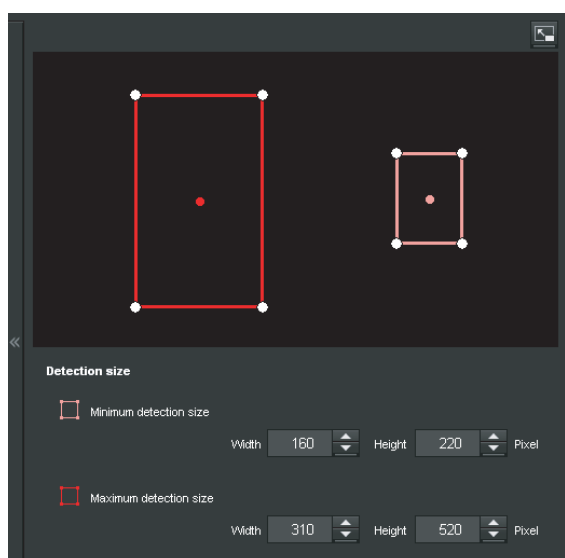 Detection size
Minimum detection size
Width 160 Height 220 Pixel
Maximum detection size
Width 310 Height 520 Pixel